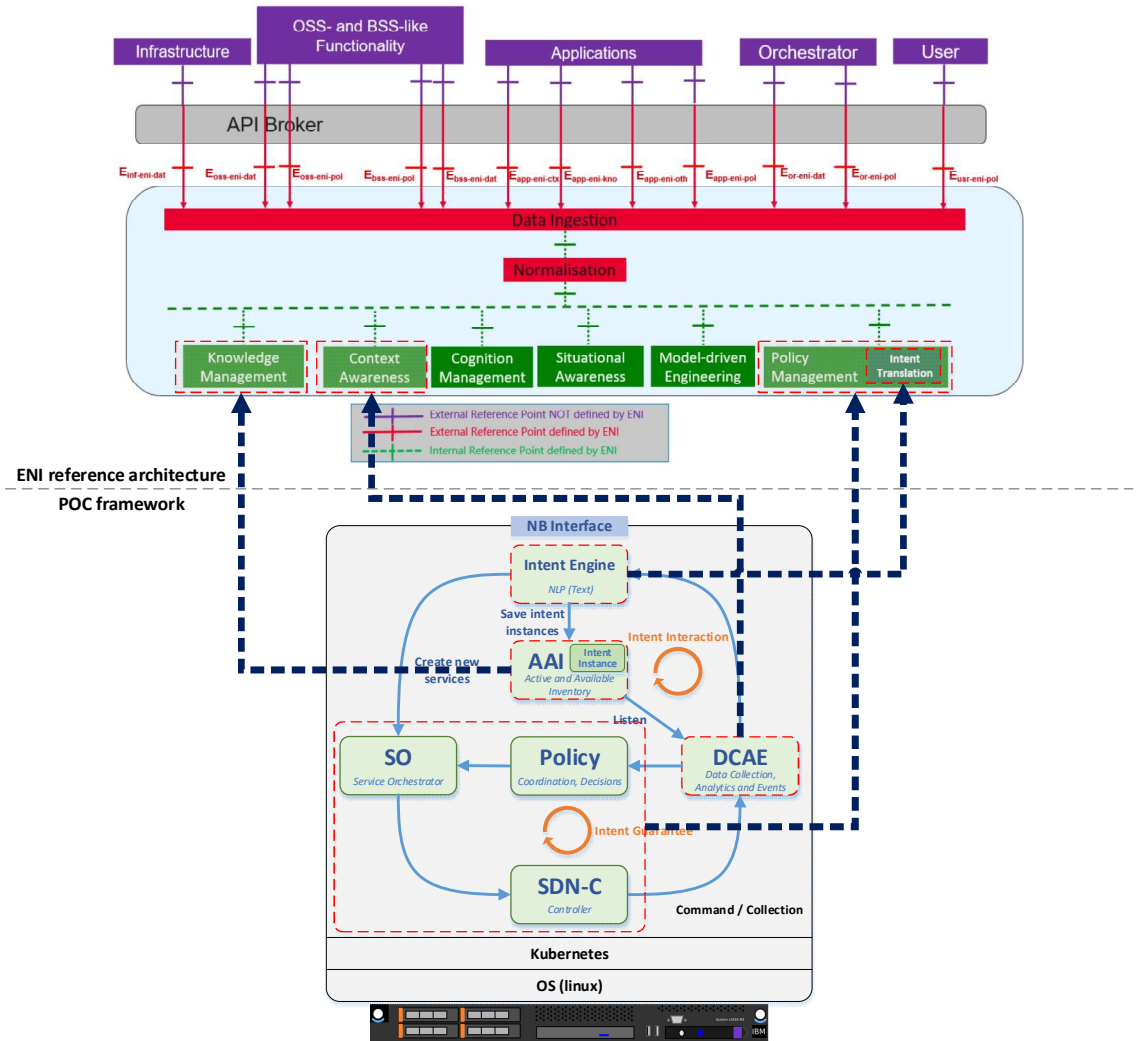 OSS- and BSS-like
Functionality
Infrastructure
Applications
Orchestrator
User
API Broker
Einf-eni-dat
Eoss-eni-dat
Eoss-eni-pol
Ebss-eni-pol
Ebss-eni-dat
Eapp-eni-ctx
Eapp-eni-kno
Eapp-eni-oth
Eapp-eni-pol
Eor-eni-dat
Eor-eni-pol
Eusr-eni-pol
Data Ingestion
Normalisation
Knowledge
Management
Context
Awareness
Cognition
Management
Situational
Awareness
Model-driven
Engineering
Policy
Management
Intent
Translation
External Reference Point NOT defined by ENI
External Reference Point defined by ENI
Internal Reference Point defined by ENI
ENI reference architecture
POC framework
NB Interface
Intent Engine
NLP (Text)
Save intent
instances
Intent Interaction
AAI
Intent
Instance
Active and Available
Inventory
Create new
services
Listen
SO
Service Orchestrator
Policy
Coordination, Decisions
DCAE
Data Collection,
Analytics and Events
Intent Guarantee
SDN-C
Controller
Command / Collection
Kubernetes
OS (linux)
IBM